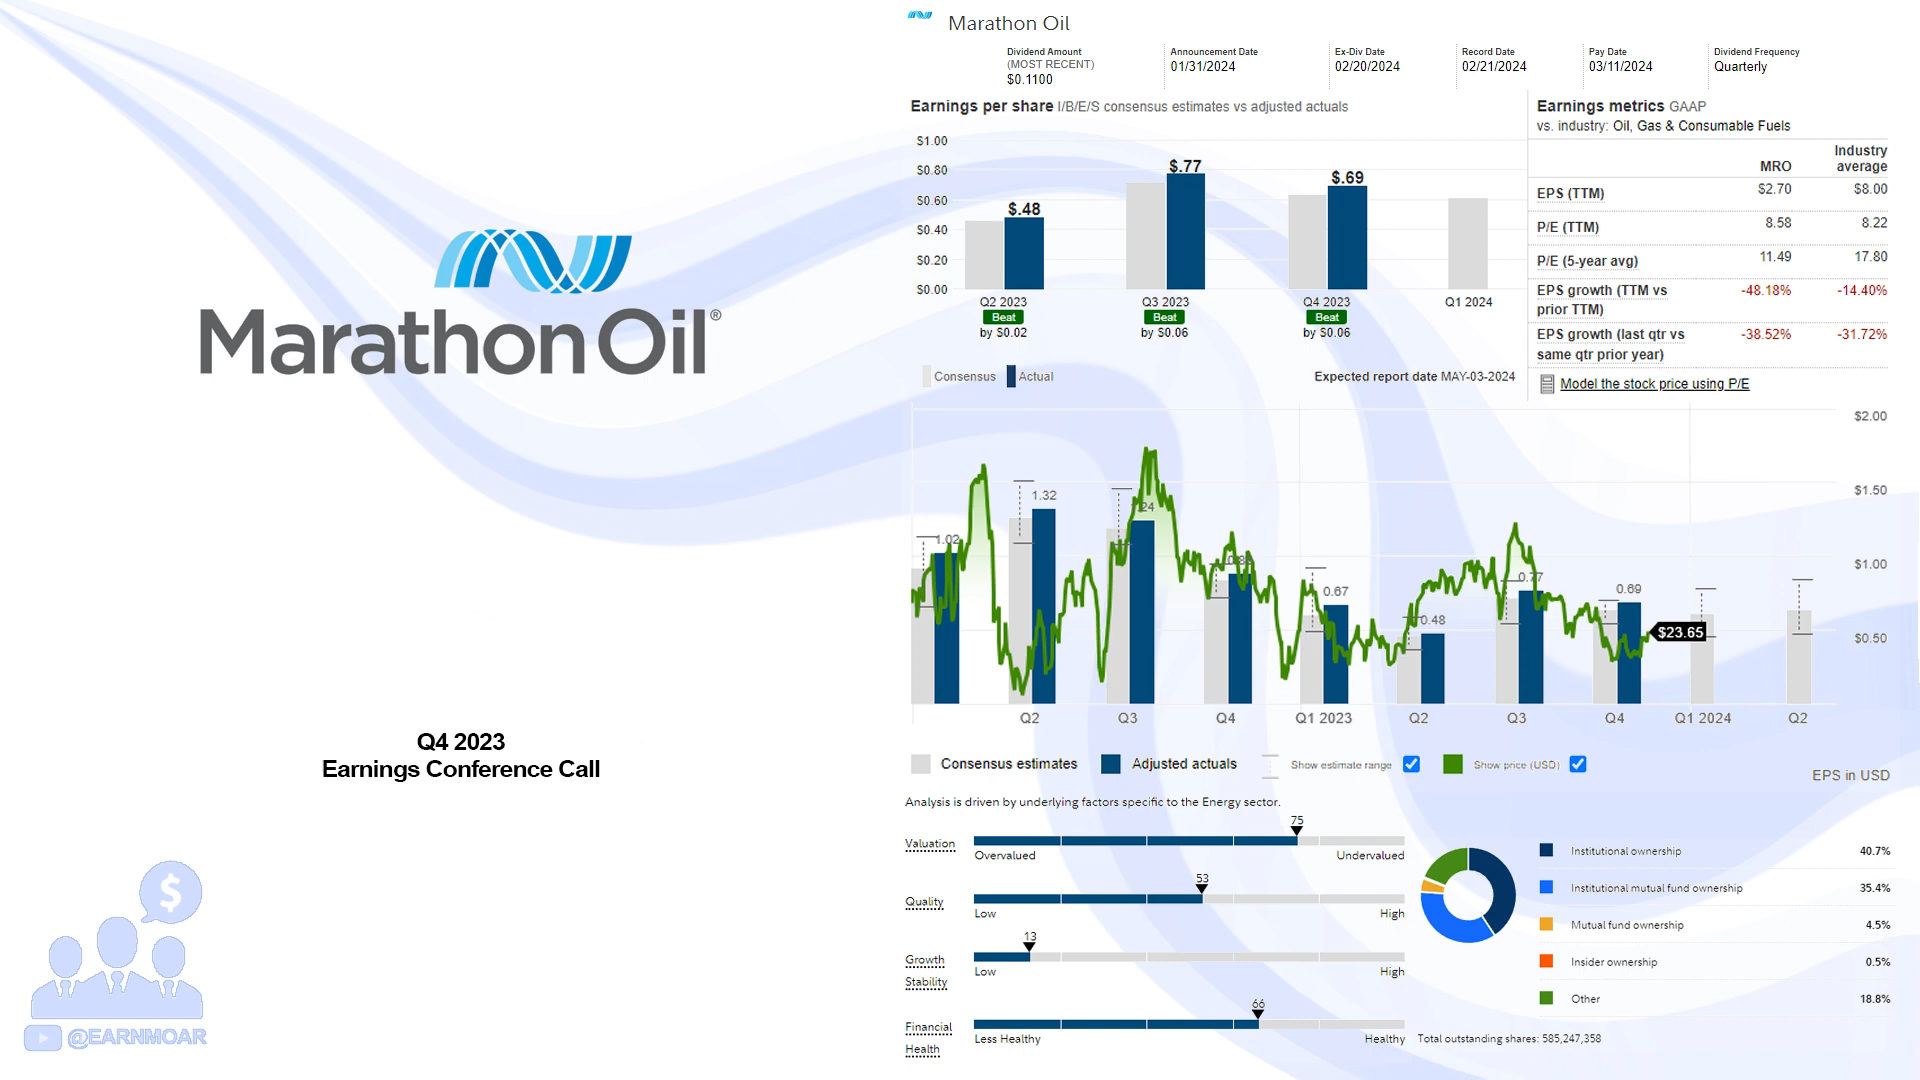 Marathon Oil®
Q4 2023
Earnings Conference Call
$
@EARNMOAR
Marathon Oil
Dividend Amount
(MOST RECENT)
$0.1100
Announcement Date
01/31/2024
Ex-Div Date
02/20/2024
Record Date
02/21/2024
Pay Date
03/11/2024
Dividend Frequency
Quarterly
Earnings per share I/B/E/S consensus estimates vs adjusted actuals
$1.00
$0.80
$0.60
$0.40
$0.20
$0.00
$.48
$.77
$.69
Q2 2023
Beat
by $0.02
Q3 2023
Beat
by $0.06
Q4 2023
Beat
by $0.06
Q1 2024
Consensus
Actual
Expected report date MAY-03-2024
Earnings metrics GAAP
vs. industry: Oil, Gas & Consumable Fuels
MRO
Industry
average
EPS (TTM) $2.70 $8.00
P/E (TTM) 8.58 8.22
P/E (5-year avg) 11.49 17.80
EPS growth (TTM vs
prior TTM) -48.18% -14.40%
EPS growth (last qtr vs
same qtr prior year) -38.52% -31.72%
Model the stock price using P/E
$2.00
$1.50
$1.00
$0.50
1.02
1.32
0.67
0.48
0.77
0.69
$23.65
Q2
Q3
Q4
Q1 2023
Q2
Q3
Q4
Q1 2024
Q2
Consensus estimates
Adjusted actuals
Show estimate range
Show price (USD)
EPS in USD
Analysis is driven by underlying factors specific to the Energy sector.
Valuation
75
Overvalued
Undervalued
Quality
53
Low
High
Growth
Stability
13
Low
High
Financial
Health
66
Less Healthy
Healthy
Institutional ownership 40.7%
Institutional mutual fund ownership 35.4%
Mutual fund ownership 4.5%
Insider ownership 0.5%
Other 18.8%
Total outstanding shares: 585,247,358